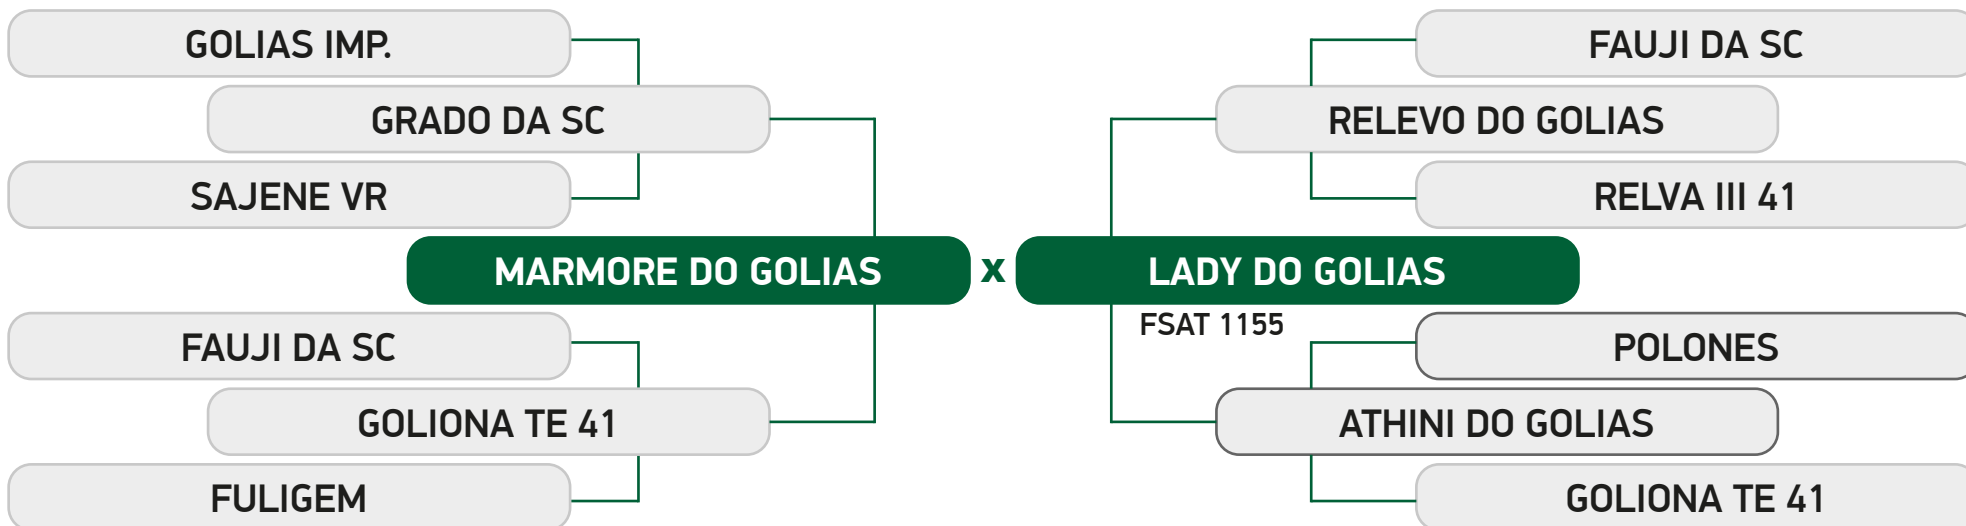 GOLIAS IMP.
FAUJI DA SC
GRADO DA SC
RELEVO DO GOLIAS
SAJENE VR
RELVA III 41
MARMORE DO GOLIAS x LADY DO GOLIAS
FSAT 1155
FAUJI DA SC
POLONES
GOLIONA TE 41
ATHINI DO GOLIAS
FULIGEM
GOLIONA TE 41